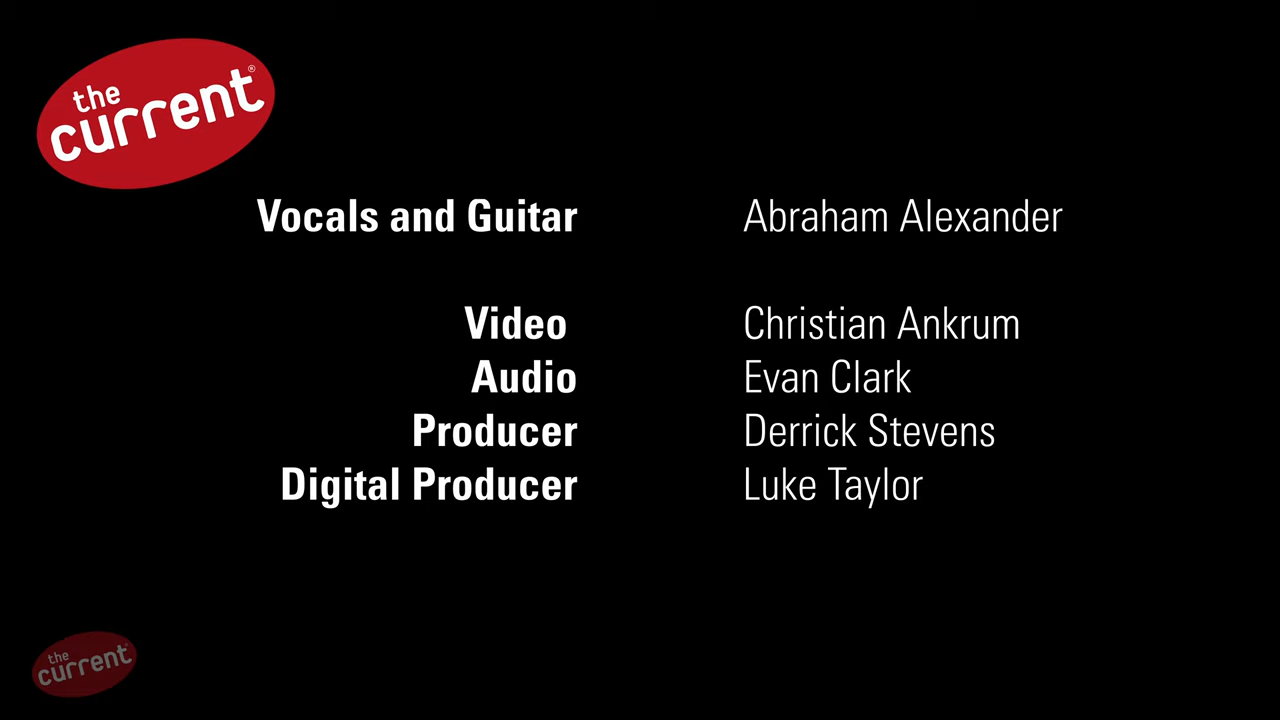 the
current®
Vocals and Guitar Abraham Alexander
Video Christian Ankrum
Audio Evan Clark
Producer Derrick Stevens
Digital Producer Luke Taylor
the
current